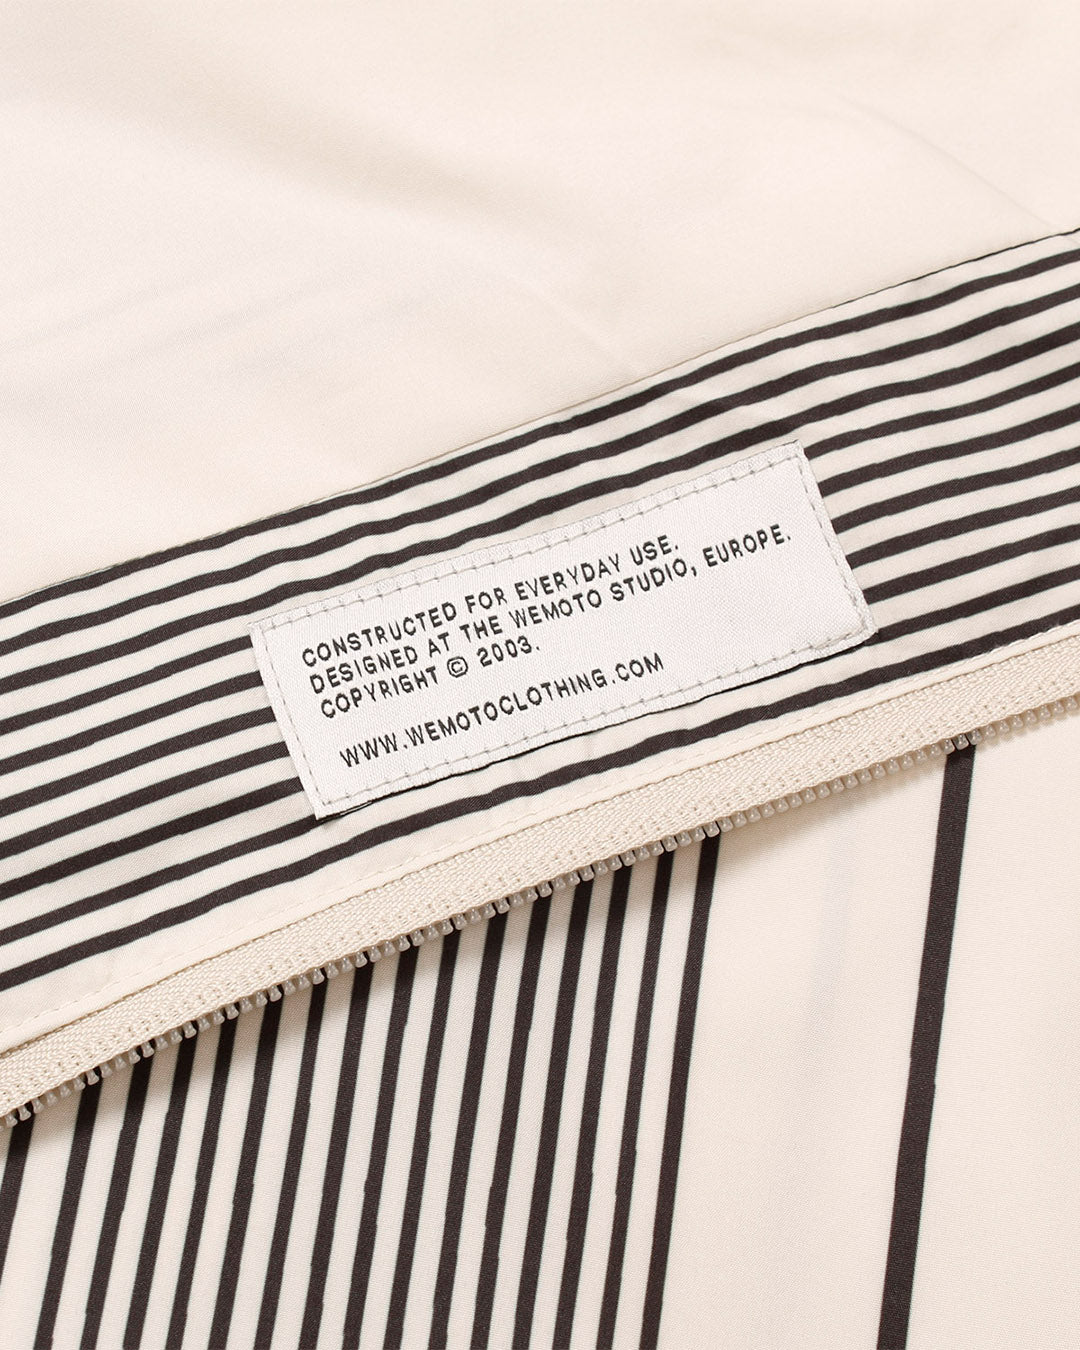 CONSTRUCTED FOR EVERYDAY USE.
DESIGNED AT THE WEMOTO STUDIO, EUROPE.
COPYRIGHT © 2003.
WWW.WEMOTOCLOTHING.COM